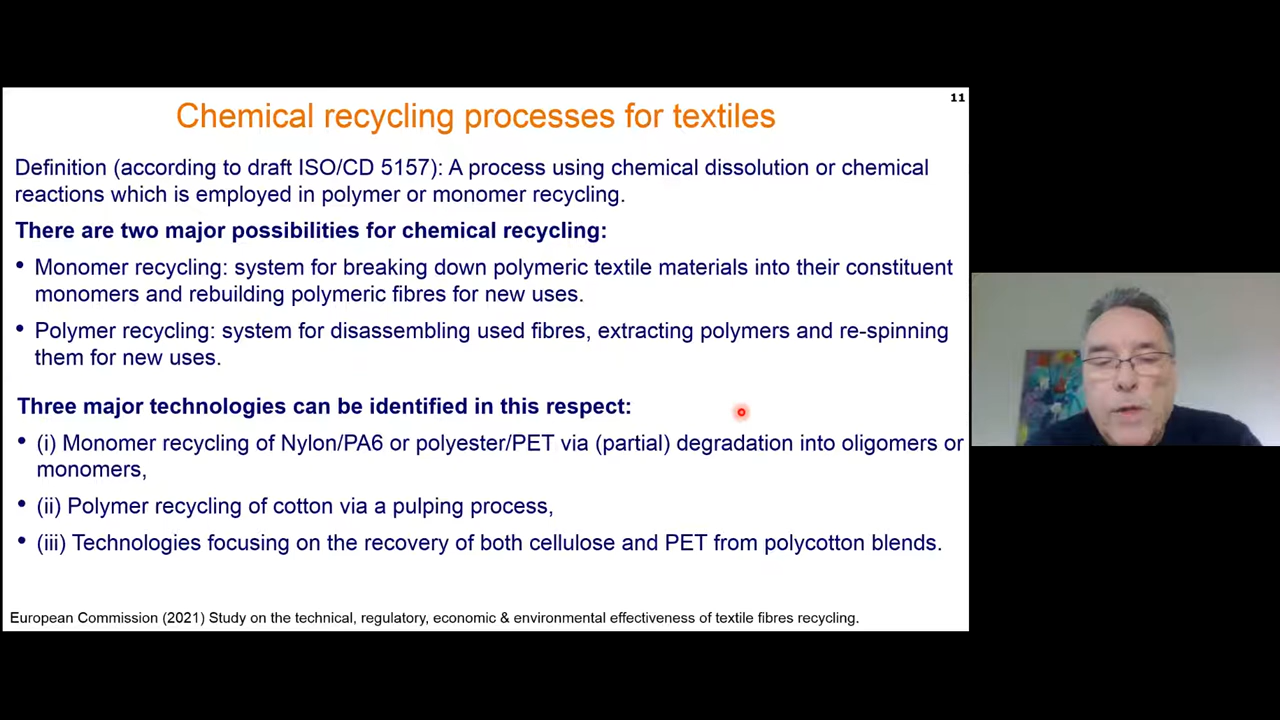 11
Chemical recycling processes for textiles
Definition (according to draft ISO/CD 5157): A process using chemical dissolution or chemical
reactions which is employed in polymer or monomer recycling.
There are two major possibilities for chemical recycling:
• Monomer recycling: system for breaking down polymeric textile materials into their constituent
monomers and rebuilding polymeric fibres for new uses.
• Polymer recycling: system for disassembling used fibres, extracting polymers and re-spinning
them for new uses.
Three major technologies can be identified in this respect:
• (i) Monomer recycling of Nylon/PA6 or polyester/PET via (partial) degradation into oligomers or
monomers,
• (ii) Polymer recycling of cotton via a pulping process,
• (iii) Technologies focusing on the recovery of both cellulose and PET from polycotton blends.
European Commission (2021) Study on the technical, regulatory, economic & environmental effectiveness of textile fibres recycling.